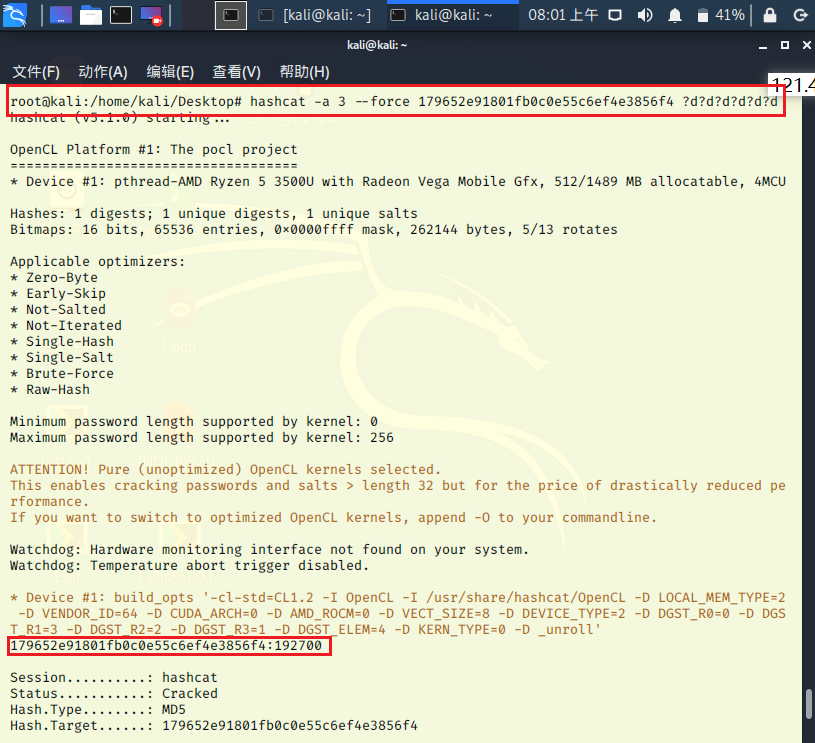 [kali@kali: ~]
kali@kali: ~
08:01 上午
41%
kali@kali: ~
文件(F) 动作(A) 编辑(E) 查看(V) 帮助(H)
121.4
root@kali:/home/kali/Desktop# hashcat -a 3 --force 179652e91801fb0c0e55c6ef4e3856f4 ?d?d?d?d?d?d
hashcat (v5.1.0) starting...
OpenCL Platform #1: The pocl project
====================================
* Device #1: pthread-AMD Ryzen 5 3500U with Radeon Vega Mobile Gfx, 512/1489 MB allocatable, 4MCU
Hashes: 1 digests; 1 unique digests, 1 unique salts
Bitmaps: 16 bits, 65536 entries, 0x0000ffff mask, 262144 bytes, 5/13 rotates
Applicable optimizers:
* Zero-Byte
* Early-Skip
* Not-Salted
* Not-Iterated
* Single-Hash
* Single-Salt
* Brute-Force
* Raw-Hash
Minimum password length supported by kernel: 0
Maximum password length supported by kernel: 256
ATTENTION! Pure (unoptimized) OpenCL kernels selected.
This enables cracking passwords and salts > length 32 but for the price of drastically reduced pe
rformance.
If you want to switch to optimized OpenCL kernels, append -O to your commandline.
Watchdog: Hardware monitoring interface not found on your system.
Watchdog: Temperature abort trigger disabled.
* Device #1: build_opts '-cl-std=CL1.2 -I OpenCL -I /usr/share/hashcat/OpenCL -D LOCAL_MEM_TYPE=2
-D VENDOR_ID=64 -D CUDA_ARCH=0 -D AMD_ROCM=0 -D VECT_SIZE=8 -D DEVICE_TYPE=2 -D DGST_R0=0 -D DGS
T_R1=3 -D DGST_R2=2 -D DGST_R3=1 -D DGST_ELEM=4 -D KERN_TYPE=0 -D _unroll'
179652e91801fb0c0e55c6ef4e3856f4:192700
Session..........: hashcat
Status...........: Cracked
Hash.Type........: MD5
Hash.Target......: 179652e91801fb0c0e55c6ef4e3856f4